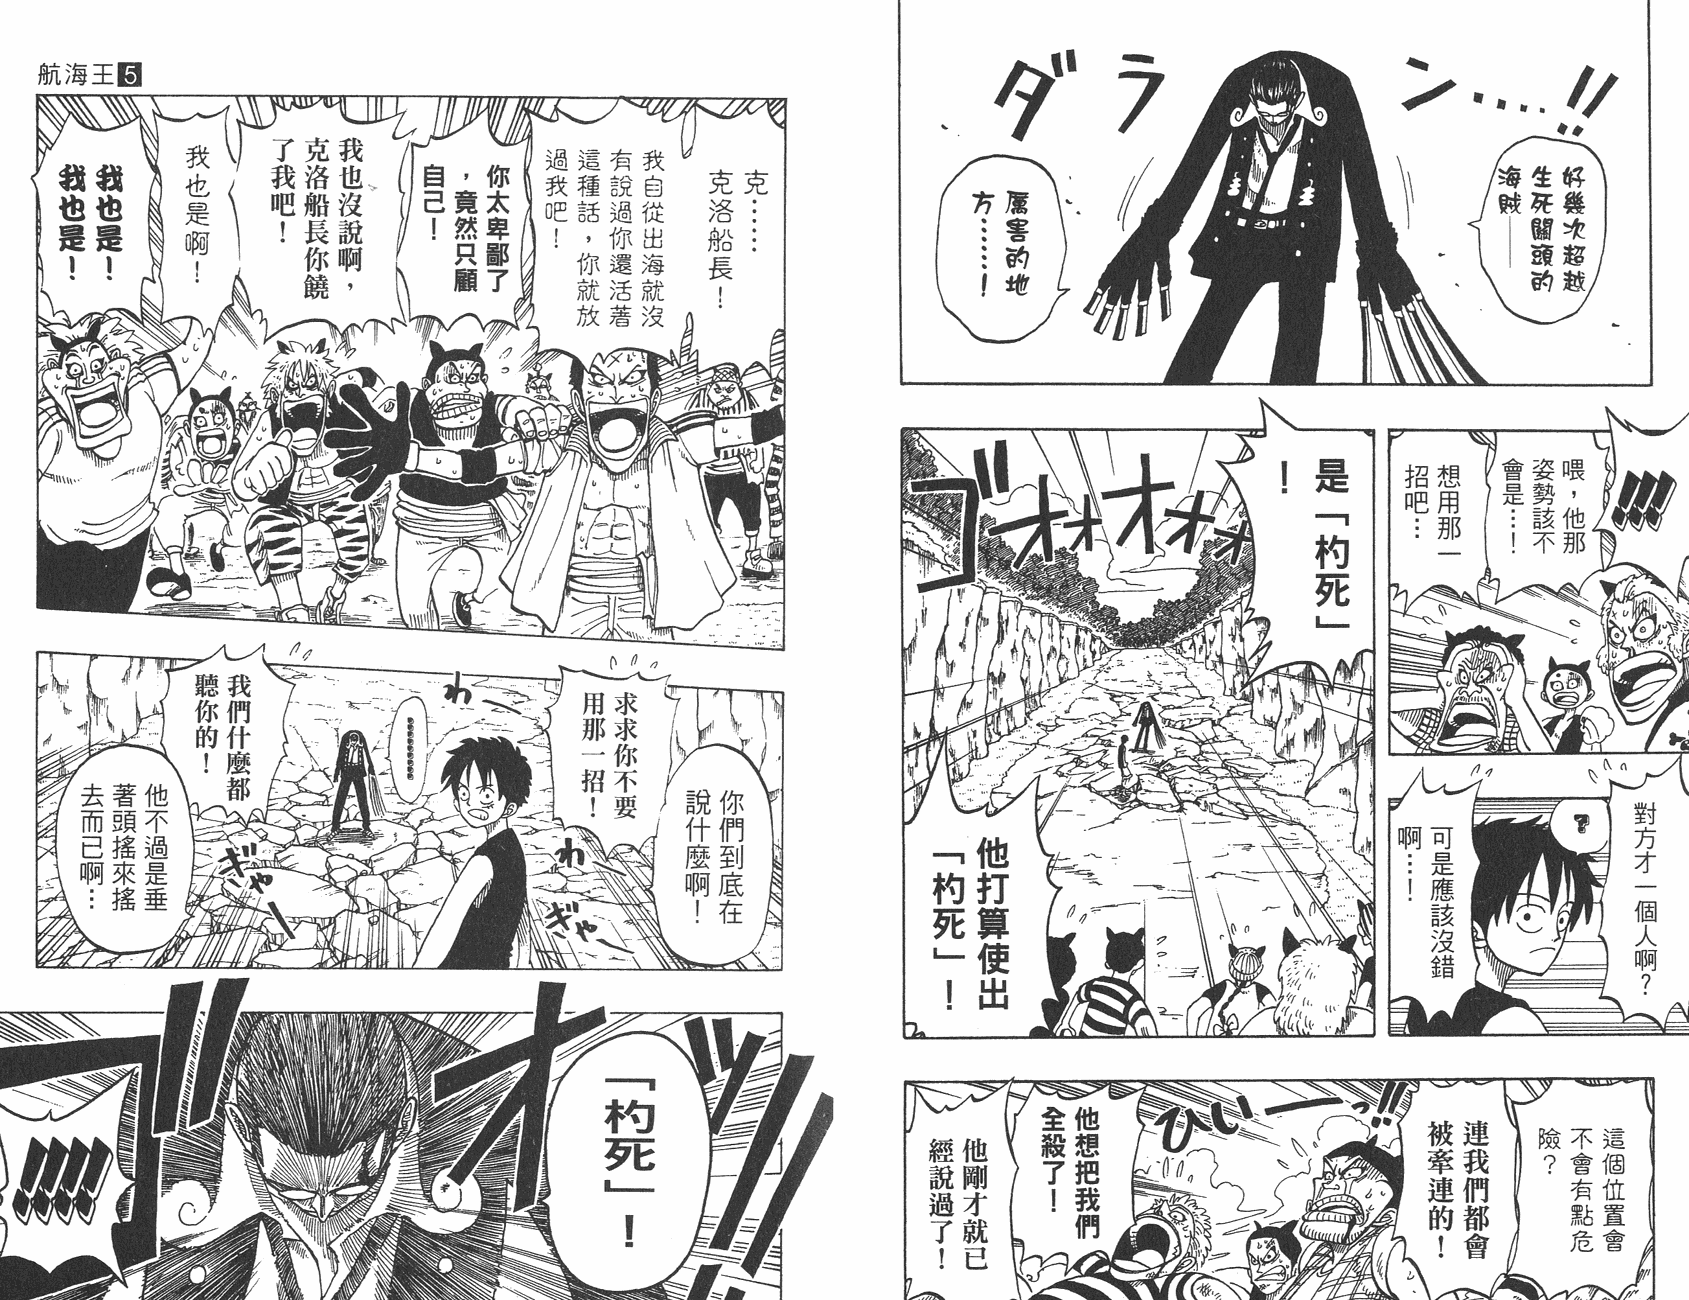 好幾次超越
生死關頭的
海賊——
厲害的地
方……！
ダラン……!!
!!!!
喂，他那
姿勢該不
會是…！
想用那一
招吧…
對方才一個人啊？
?
可是應該沒錯
啊…！
是「杓死」
！
ゴオオオオオ
他打算使出
「杓死」！
這個位置會
不會有點危
險？
連我們都會
被牽連的！
ひいーっ!!
他想把我們
全殺了！
他剛才就已
經說過了！
航海王5
克……
克洛船長！
我自從出海就沒
有說過你還活著
這種話，你就放
過我吧！
你太卑鄙了
，竟然只顧
自己！
我也沒說啊，
克洛船長你饒
了我吧！
我也是啊！
我也是！
我也是！
你們到底在
說什麼啊！
求求你不要
用那一招！
わー
わー
ぎゃー
ぎゃー
我們什麼都
聽你的！
他不過是垂
著頭搖來搖
去而已啊…
「杓死」！
オ
!!!!!